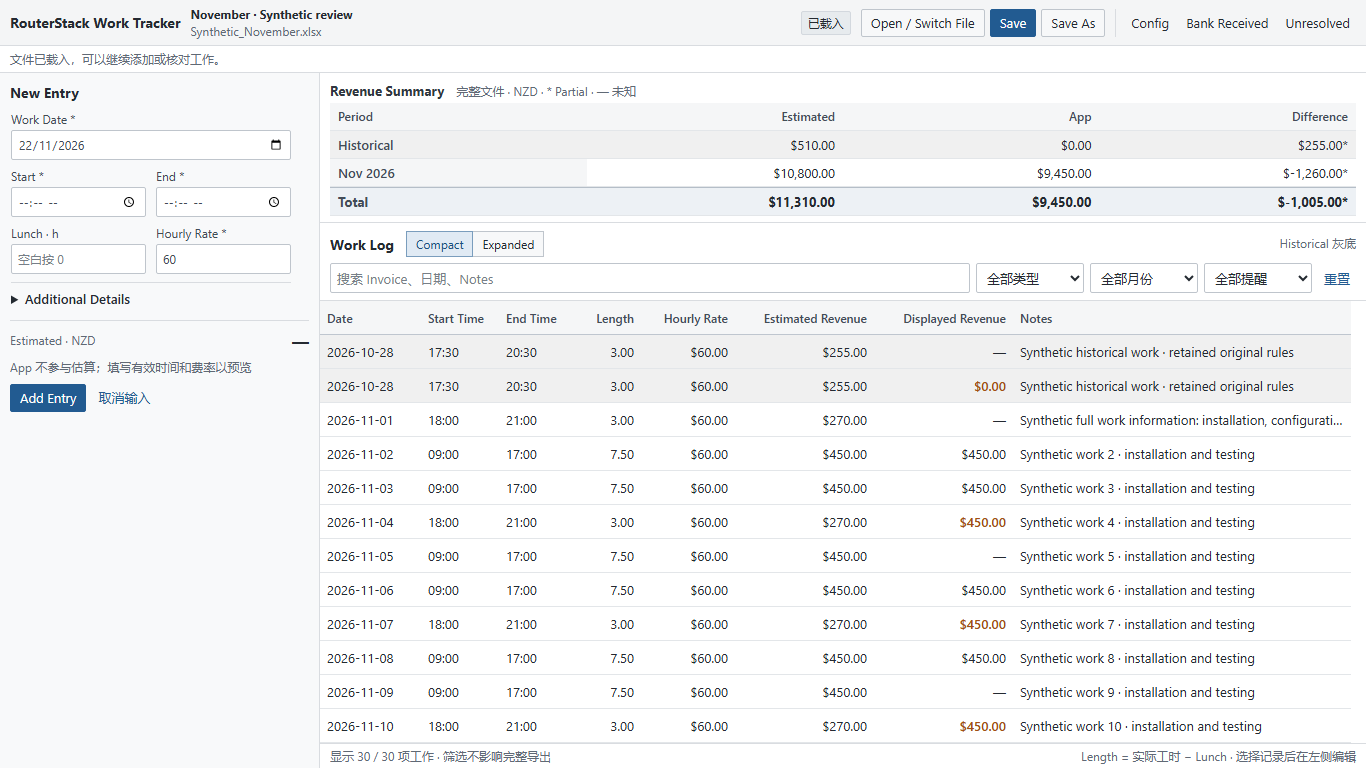 RouterStack Work Tracker
November · Synthetic review
Synthetic_November.xlsx
已载入 Open / Switch File Save Save As Config Bank Received Unresolved
文件已载入，可以继续添加或核对工作。
New Entry
Work Date *
22/11/2026
Start * End *
--:-- -- --:-- --
Lunch · h Hourly Rate *
空白按 0 60
▶ Additional Details
Estimated · NZD —
App 不参与估算；填写有效时间和费率以预览
Add Entry 取消输入
Revenue Summary 完整文件 · NZD · * Partial · — 未知
Period Estimated App Difference
Historical $510.00 $0.00 $255.00*
Nov 2026 $10,800.00 $9,450.00 $-1,260.00*
Total $11,310.00 $9,450.00 $-1,005.00*
Work Log Compact Expanded Historical 灰底
搜索 Invoice、日期、Notes 全部类型 全部月份 全部提醒 重置
Date Start Time End Time Length Hourly Rate Estimated Revenue Displayed Revenue Notes
2026-10-28 17:30 20:30 3.00 $60.00 $255.00 — Synthetic historical work · retained original rules
2026-10-28 17:30 20:30 3.00 $60.00 $255.00 $0.00 Synthetic historical work · retained original rules
2026-11-01 18:00 21:00 3.00 $60.00 $270.00 — Synthetic full work information: installation, configurati...
2026-11-02 09:00 17:00 7.50 $60.00 $450.00 $450.00 Synthetic work 2 · installation and testing
2026-11-03 09:00 17:00 7.50 $60.00 $450.00 $450.00 Synthetic work 3 · installation and testing
2026-11-04 18:00 21:00 3.00 $60.00 $270.00 $450.00 Synthetic work 4 · installation and testing
2026-11-05 09:00 17:00 7.50 $60.00 $450.00 — Synthetic work 5 · installation and testing
2026-11-06 09:00 17:00 7.50 $60.00 $450.00 $450.00 Synthetic work 6 · installation and testing
2026-11-07 18:00 21:00 3.00 $60.00 $270.00 $450.00 Synthetic work 7 · installation and testing
2026-11-08 09:00 17:00 7.50 $60.00 $450.00 $450.00 Synthetic work 8 · installation and testing
2026-11-09 09:00 17:00 7.50 $60.00 $450.00 — Synthetic work 9 · installation and testing
2026-11-10 18:00 21:00 3.00 $60.00 $270.00 $450.00 Synthetic work 10 · installation and testing
显示 30 / 30 项工作 · 筛选不影响完整导出 Length = 实际工时 − Lunch · 选择记录后在左侧编辑